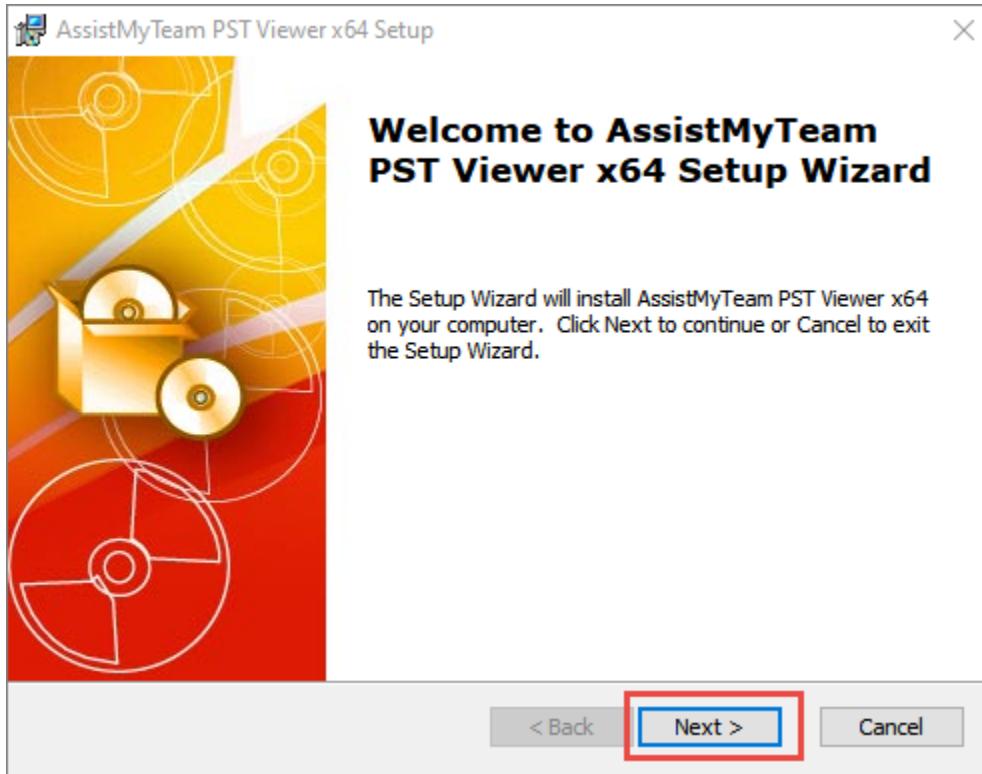 AssistMyTeam PST Viewer x64 Setup
Welcome to AssistMyTeam
PST Viewer x64 Setup Wizard
The Setup Wizard will install AssistMyTeam PST Viewer x64
on your computer. Click Next to continue or Cancel to exit
the Setup Wizard.
< Back
Next >
Cancel